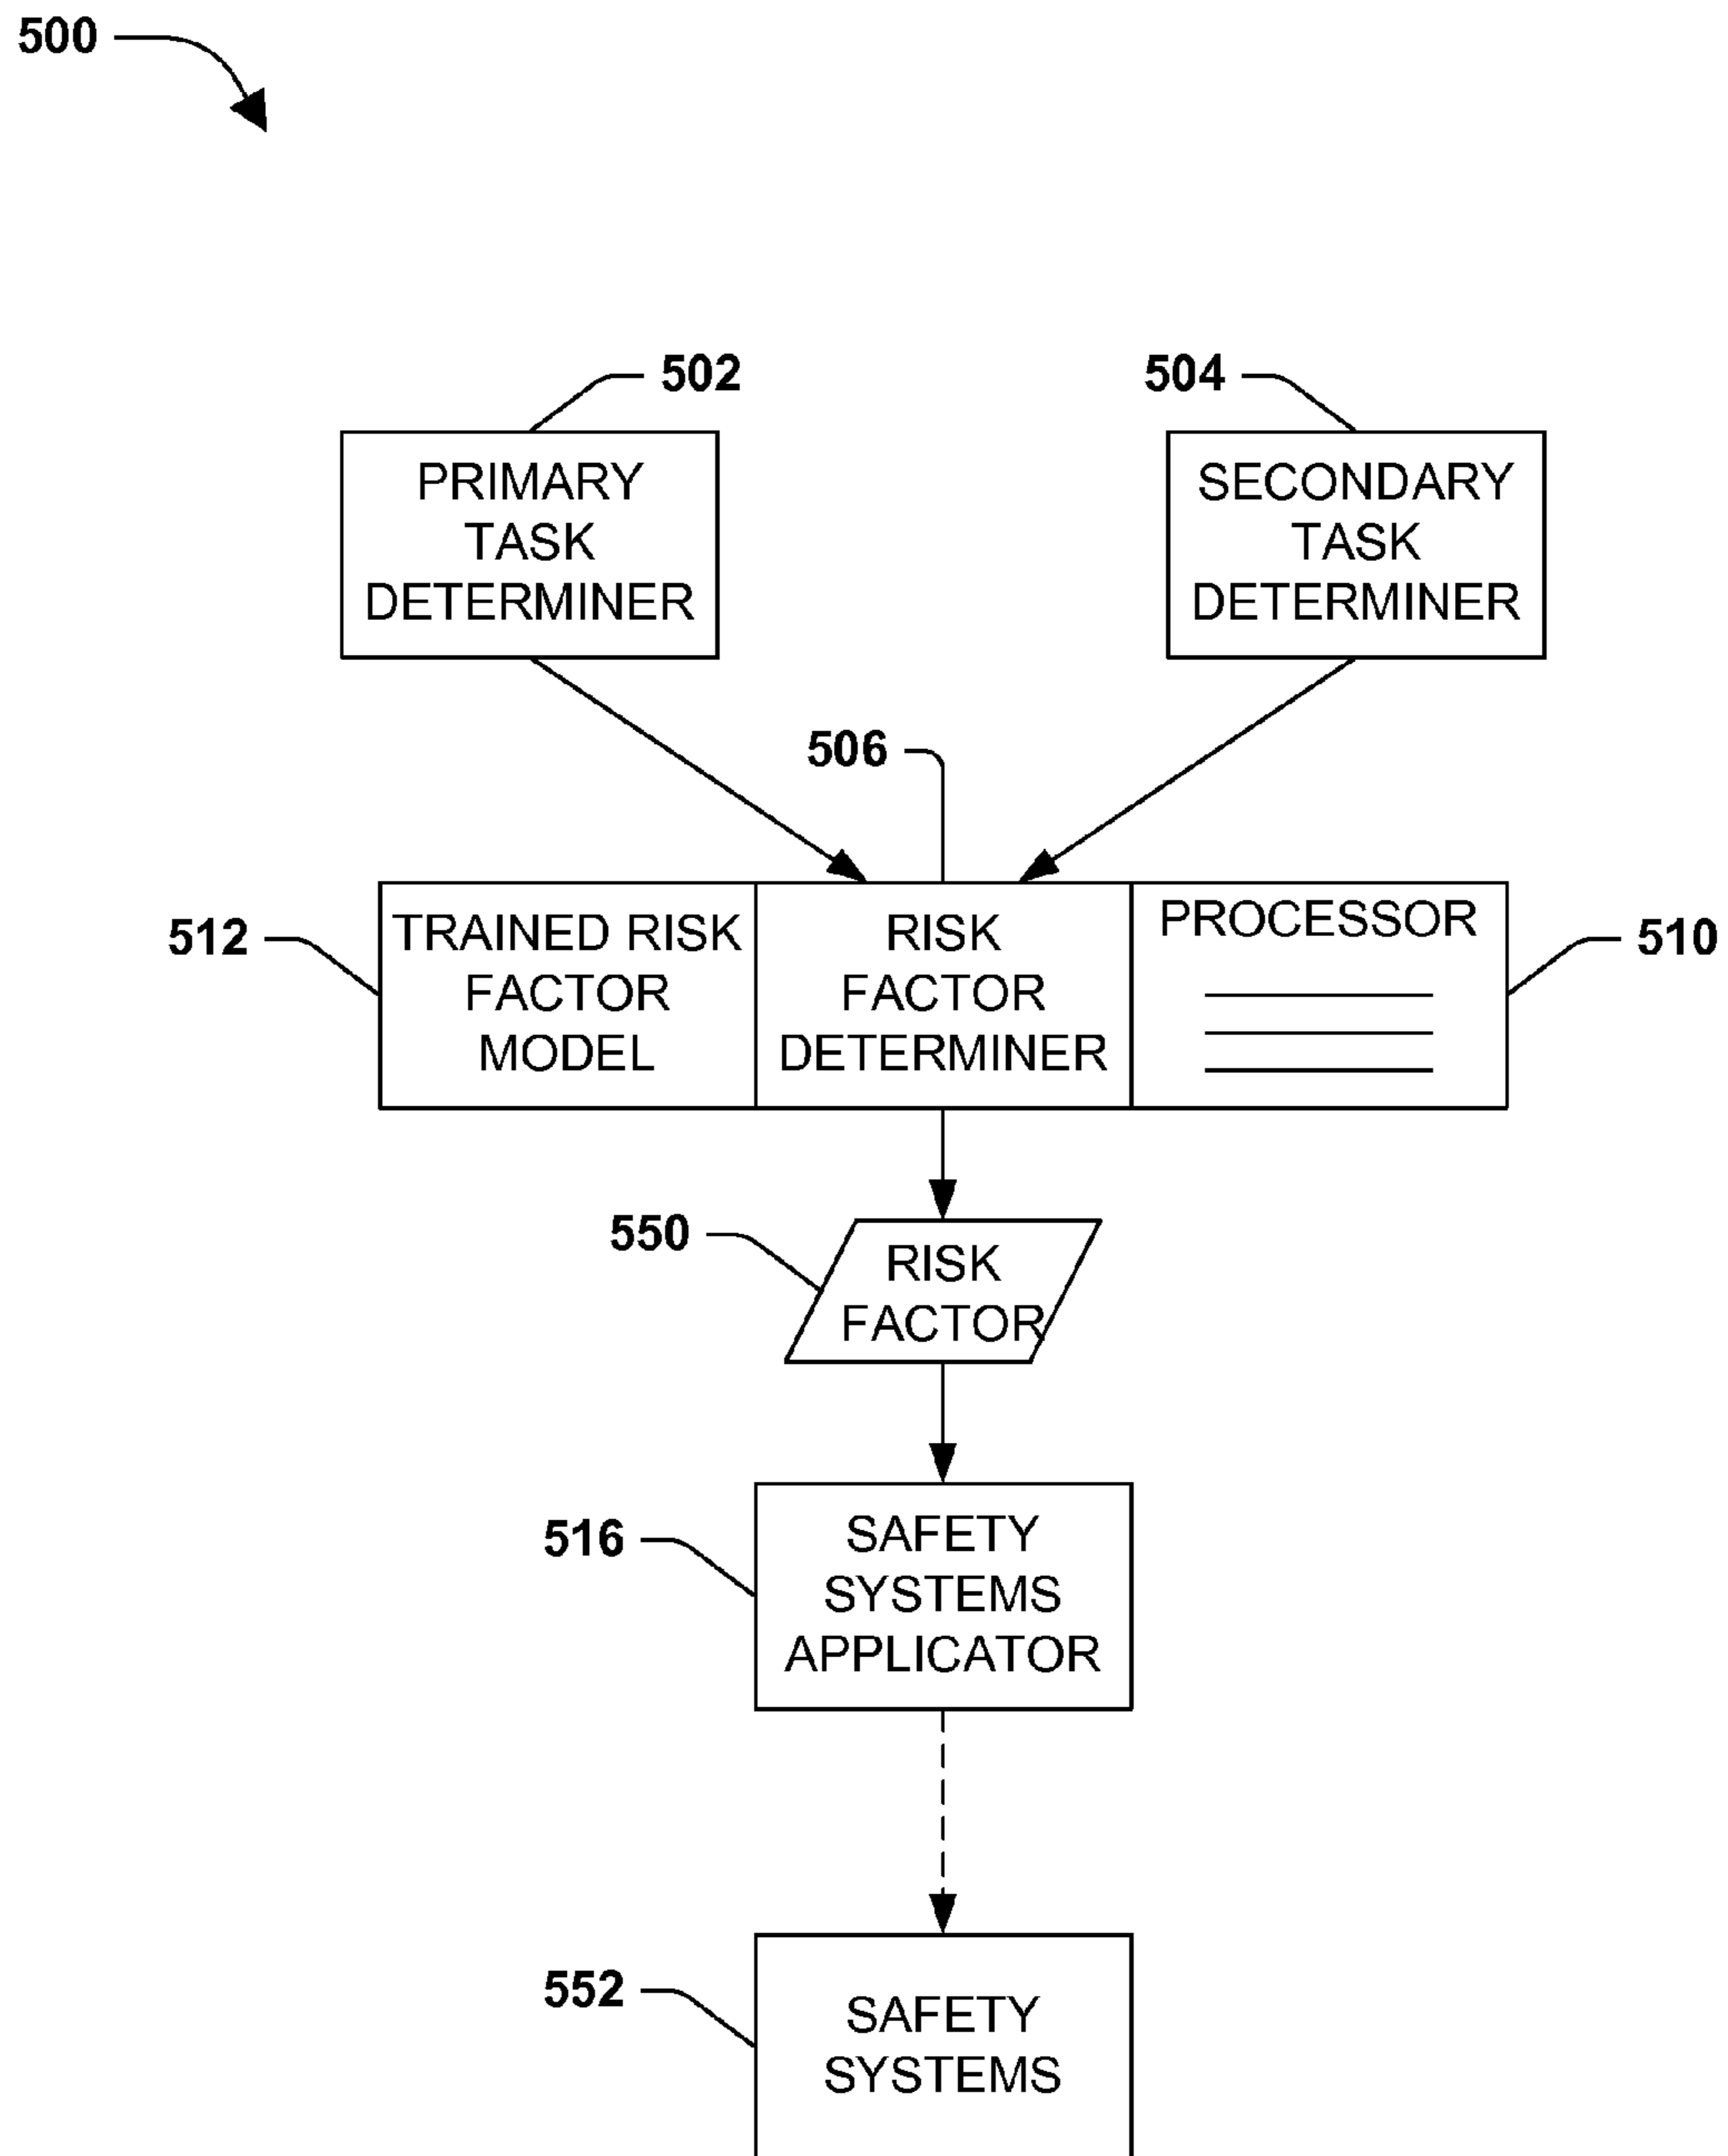 500
502
504
PRIMARY
TASK
DETERMINER
SECONDARY
TASK
DETERMINER
506
512
TRAINED RISK
FACTOR
MODEL
RISK
FACTOR
DETERMINER
PROCESSOR
510
550
RISK
FACTOR
516
SAFETY
SYSTEMS
APPLICATOR
552
SAFETY
SYSTEMS